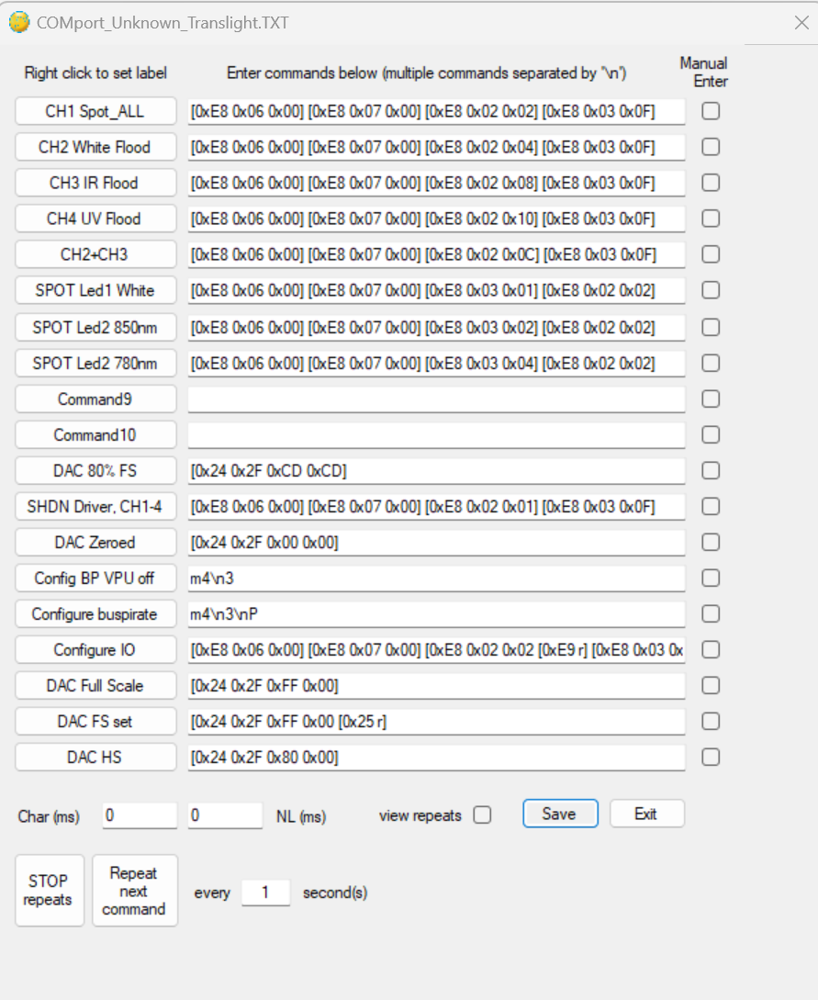 COMport_Unknown_Translight.TXT
Right click to set label
Enter commands below (multiple commands separated by '\n')
Manual
Enter
CH1 Spot_ALL [0xE8 0x06 0x00] [0xE8 0x07 0x00] [0xE8 0x02 0x02] [0xE8 0x03 0x0F]
CH2 White Flood [0xE8 0x06 0x00] [0xE8 0x07 0x00] [0xE8 0x02 0x04] [0xE8 0x03 0x0F]
CH3 IR Flood [0xE8 0x06 0x00] [0xE8 0x07 0x00] [0xE8 0x02 0x08] [0xE8 0x03 0x0F]
CH4 UV Flood [0xE8 0x06 0x00] [0xE8 0x07 0x00] [0xE8 0x02 0x10] [0xE8 0x03 0x0F]
CH2+CH3 [0xE8 0x06 0x00] [0xE8 0x07 0x00] [0xE8 0x02 0x0C] [0xE8 0x03 0x0F]
SPOT Led1 White [0xE8 0x06 0x00] [0xE8 0x07 0x00] [0xE8 0x03 0x01] [0xE8 0x02 0x02]
SPOT Led2 850nm [0xE8 0x06 0x00] [0xE8 0x07 0x00] [0xE8 0x03 0x02] [0xE8 0x02 0x02]
SPOT Led2 780nm [0xE8 0x06 0x00] [0xE8 0x07 0x00] [0xE8 0x03 0x04] [0xE8 0x02 0x02]
Command9
Command10
DAC 80% FS [0x24 0x2F 0xCD 0xCD]
SHDN Driver, CH1-4 [0xE8 0x06 0x00] [0xE8 0x07 0x00] [0xE8 0x02 0x01] [0xE8 0x03 0x0F]
DAC Zeroed [0x24 0x2F 0x00 0x00]
Config BP VPU off m4\n3
Configure buspirate m4\n3\nP
Configure IO [0xE8 0x06 0x00] [0xE8 0x07 0x00] [0xE8 0x02 0x02 [0xE9 r] [0xE8 0x03 0x
DAC Full Scale [0x24 0x2F 0xFF 0x00]
DAC FS set [0x24 0x2F 0xFF 0x00 [0x25 r]
DAC HS [0x24 0x2F 0x80 0x00]
Char (ms) 0 0 NL (ms) view repeats Save Exit
STOP
repeats
Repeat
next
command
every 1 second(s)